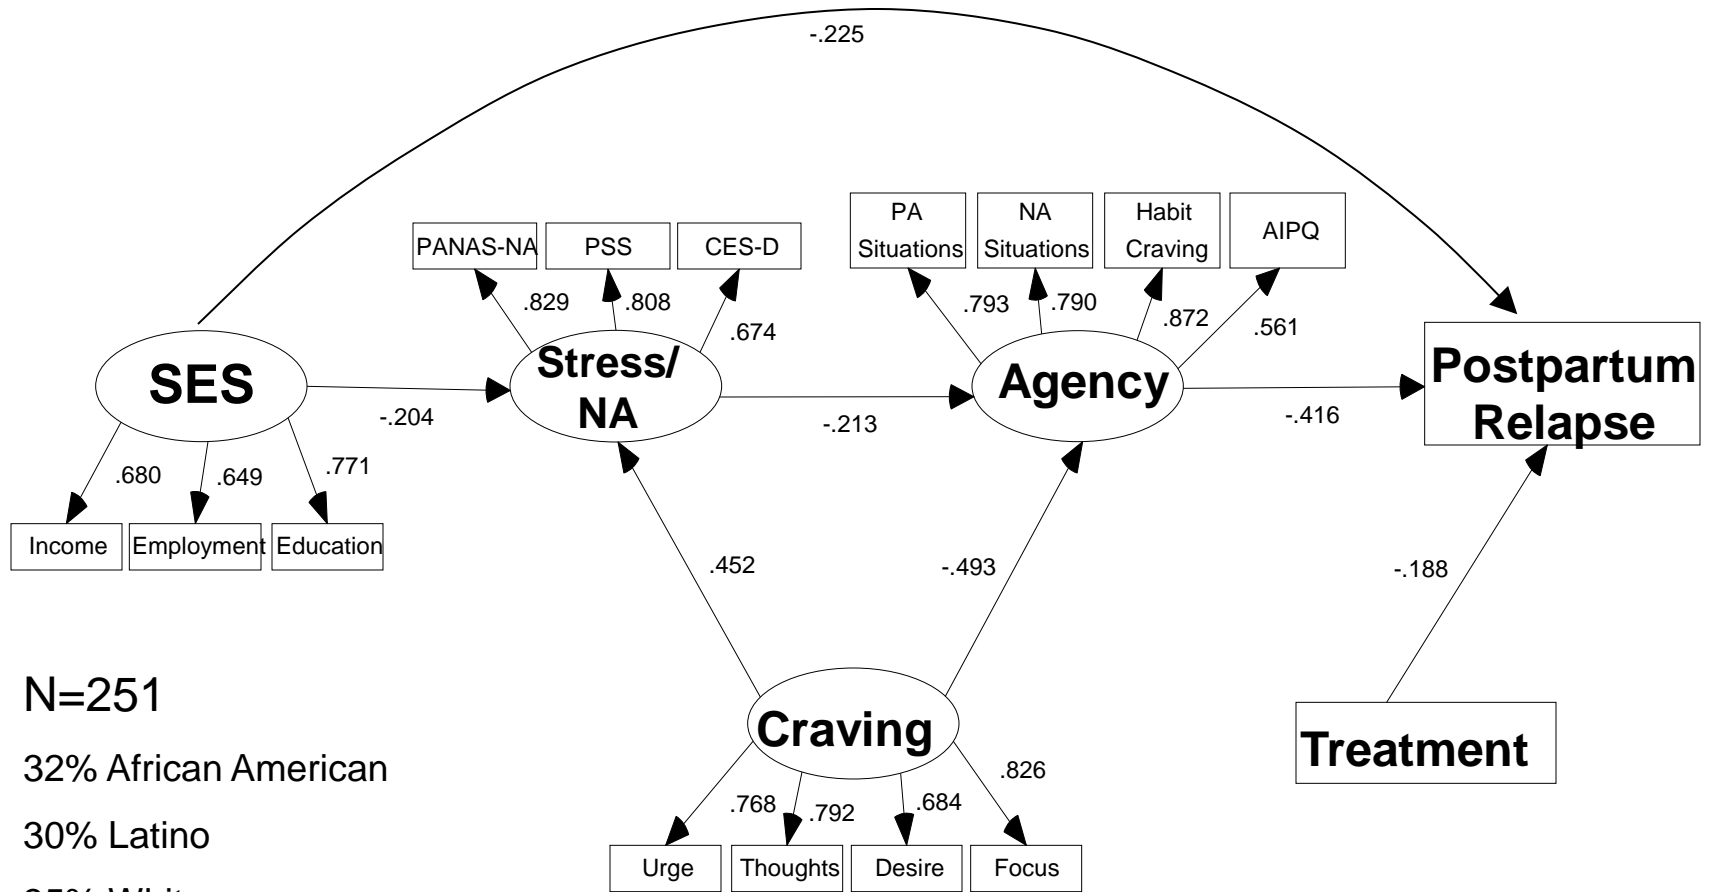 -.225
PANAS-NA
PSS
CES-D
PA
Situations
NA
Situations
Habit
Craving
AIPQ
.829
.808
.674
.793
.790
.872
.561
SES
Stress/
NA
Agency
Postpartum
Relapse
-.204
-.213
-.416
.680
.649
.771
Income
Employment
Education
.452
-.493
-.188
N=251
32% African American
30% Latino
Craving
Treatment
.768
.792
.684
.826
Urge
Thoughts
Desire
Focus